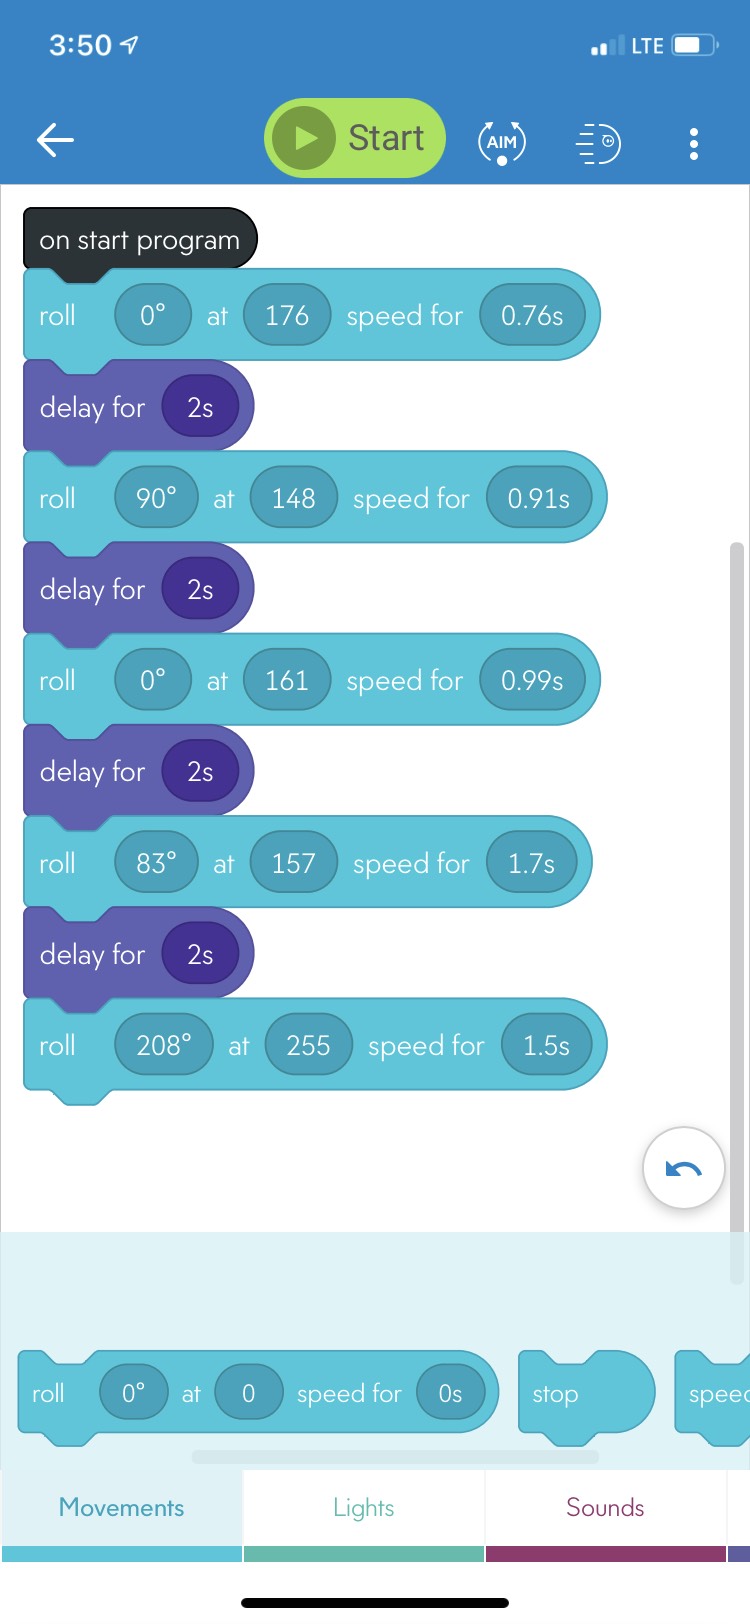 3:50 LTE
Start AIM
on start program
roll 0° at 176 speed for 0.76s
delay for 2s
roll 90° at 148 speed for 0.91s
delay for 2s
roll 0° at 161 speed for 0.99s
delay for 2s
roll 83° at 157 speed for 1.7s
delay for 2s
roll 208° at 255 speed for 1.5s
roll 0° at 0 speed for 0s stop speed
Movements Lights Sounds